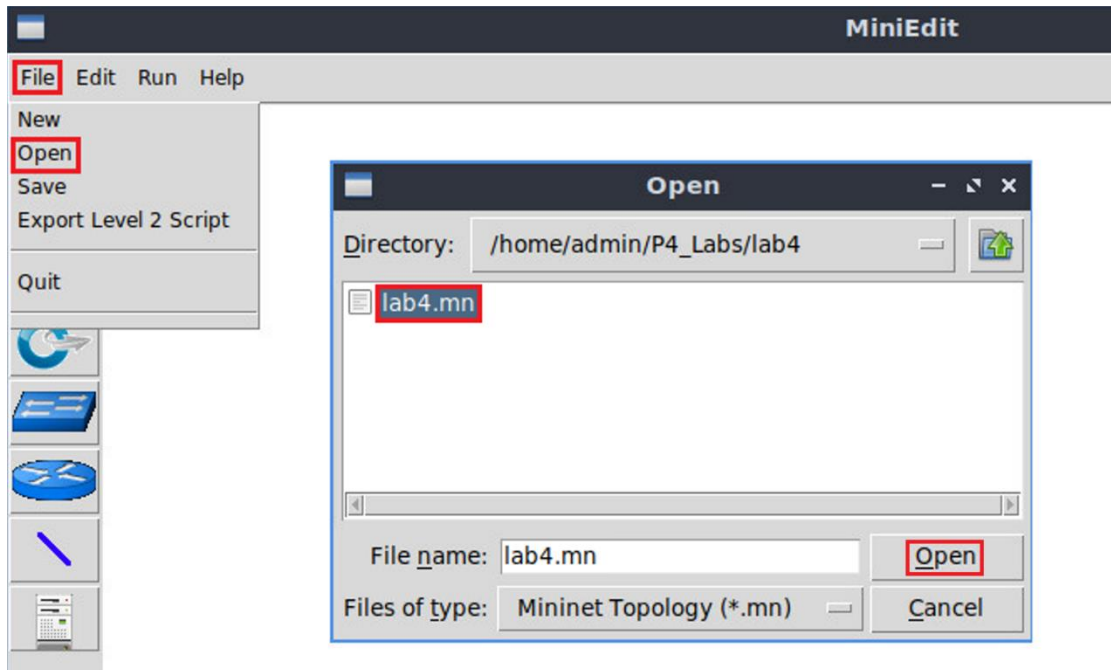 MiniEdit
File Edit Run Help
New
Open
Save
Export Level 2 Script
Quit
Open
Directory: /home/admin/P4_Labs/lab4
lab4.mn
File name: lab4.mn Open
Files of type: Mininet Topology (*.mn) Cancel